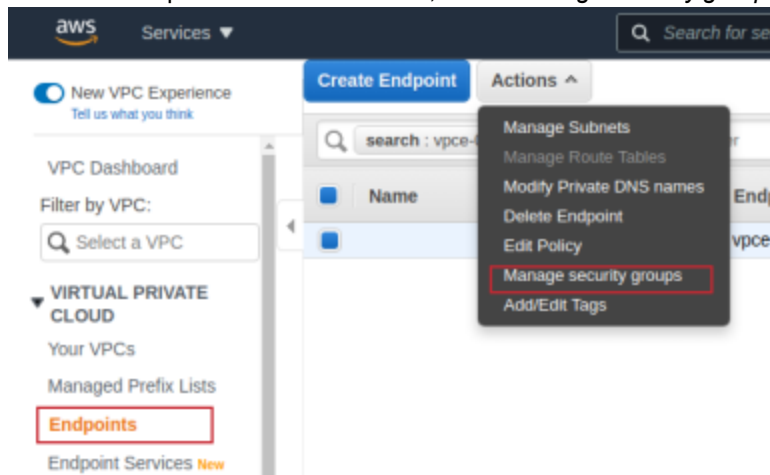 aws Services ▼ Search for se
New VPC Experience
Tell us what you think
Create Endpoint Actions
search : vpce-
Manage Subnets
Manage Route Tables
Modify Private DNS names
Delete Endpoint
Edit Policy
Manage security groups
Add/Edit Tags
Name Endp
vpce
VPC Dashboard
Filter by VPC:
Select a VPC
VIRTUAL PRIVATE
CLOUD
Your VPCs
Managed Prefix Lists
Endpoints
Endpoint Services New